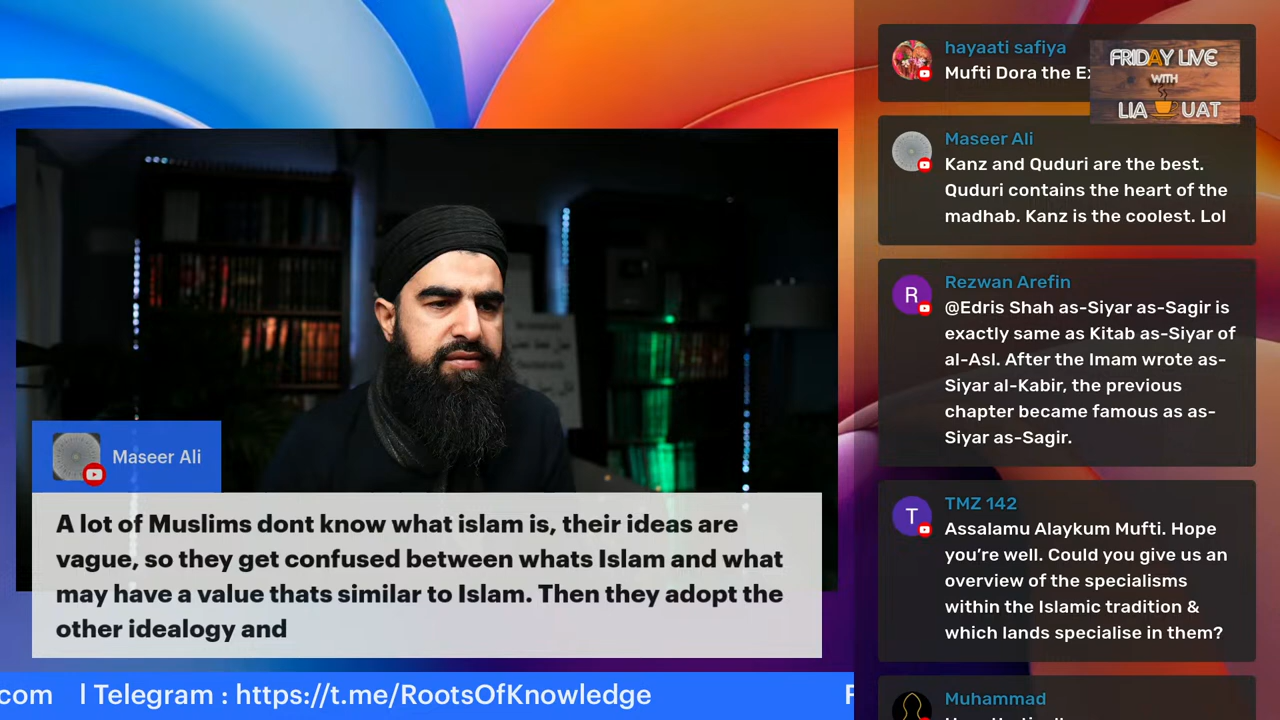 Maseer Ali
A lot of Muslims dont know what islam is, their ideas are
vague, so they get confused between whats Islam and what
may have a value thats similar to Islam. Then they adopt the
other idealogy and
com | Telegram : https://t.me/RootsOfKnowledge
hayaati safiya
Mufti Dora the
FRIDAY LIVE
WITH
LIA UAT
Maseer Ali
Kanz and Quduri are the best.
Quduri contains the heart of the
madhab. Kanz is the coolest. Lol
R
Rezwan Arefin
@Edris Shah as-Siyar as-Sagir is
exactly same as Kitab as-Siyar of
al-Asl. After the Imam wrote as-
Siyar al-Kabir, the previous
chapter became famous as as-
Siyar as-Sagir.
T
TMZ 142
Assalamu Alaykum Mufti. Hope
you’re well. Could you give us an
overview of the specialisms
within the Islamic tradition &
which lands specialise in them?
Muhammad